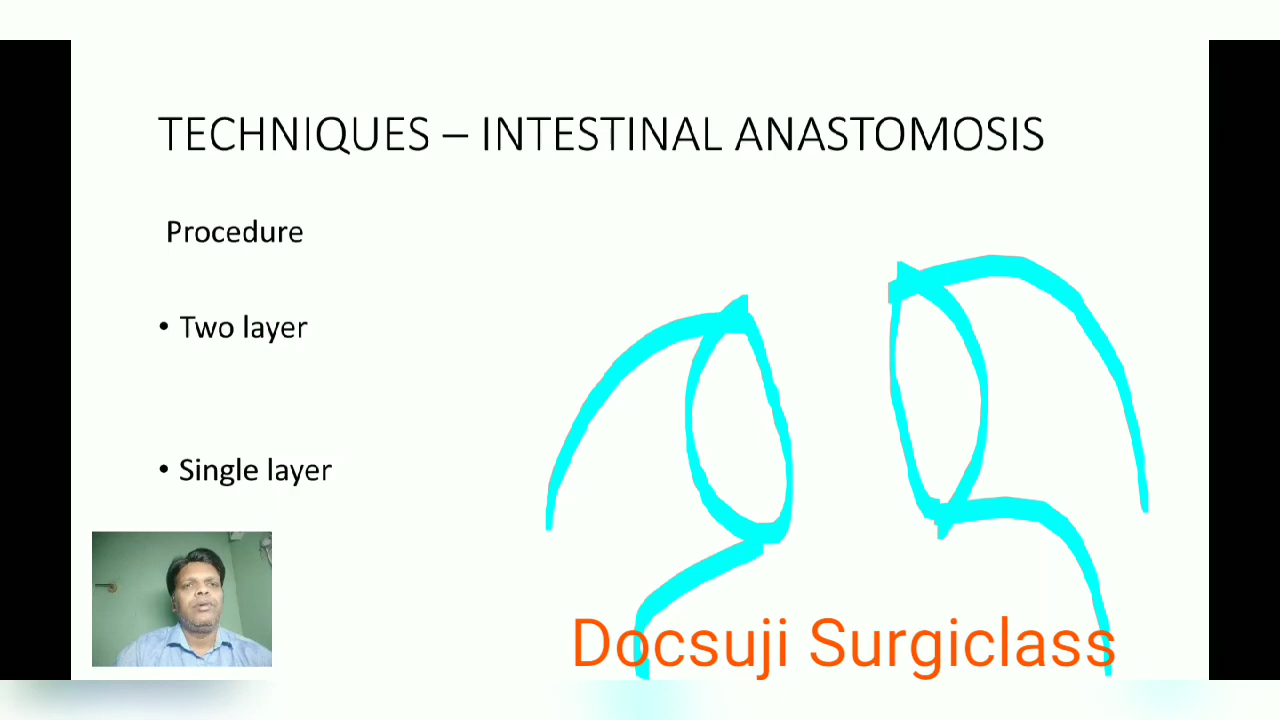 TECHNIQUES – INTESTINAL ANASTOMOSIS
Procedure
• Two layer
• Single layer
Docsuji Surgiclass